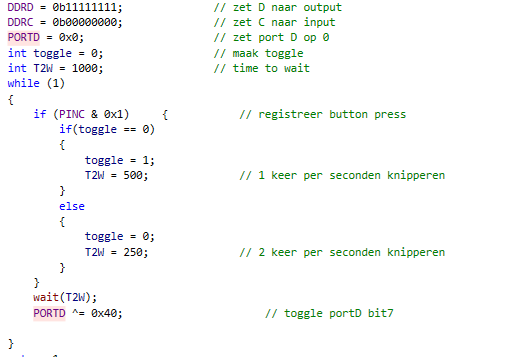 DDRD = 0b11111111; // zet D naar output
DDRC = 0b00000000; // zet C naar input
PORTD = 0x0; // zet port D op 0
int toggle = 0; // maak toggle
int T2W = 1000; // time to wait
while (1)
{
if (PINC & 0x1) { // registreer button press
if(toggle == 0)
{
toggle = 1;
T2W = 500; // 1 keer per seconden knipperen
}
else
{
toggle = 0;
T2W = 250; // 2 keer per seconden knipperen
}
}
wait(T2W);
PORTD ^= 0x40; // toggle portD bit7
}